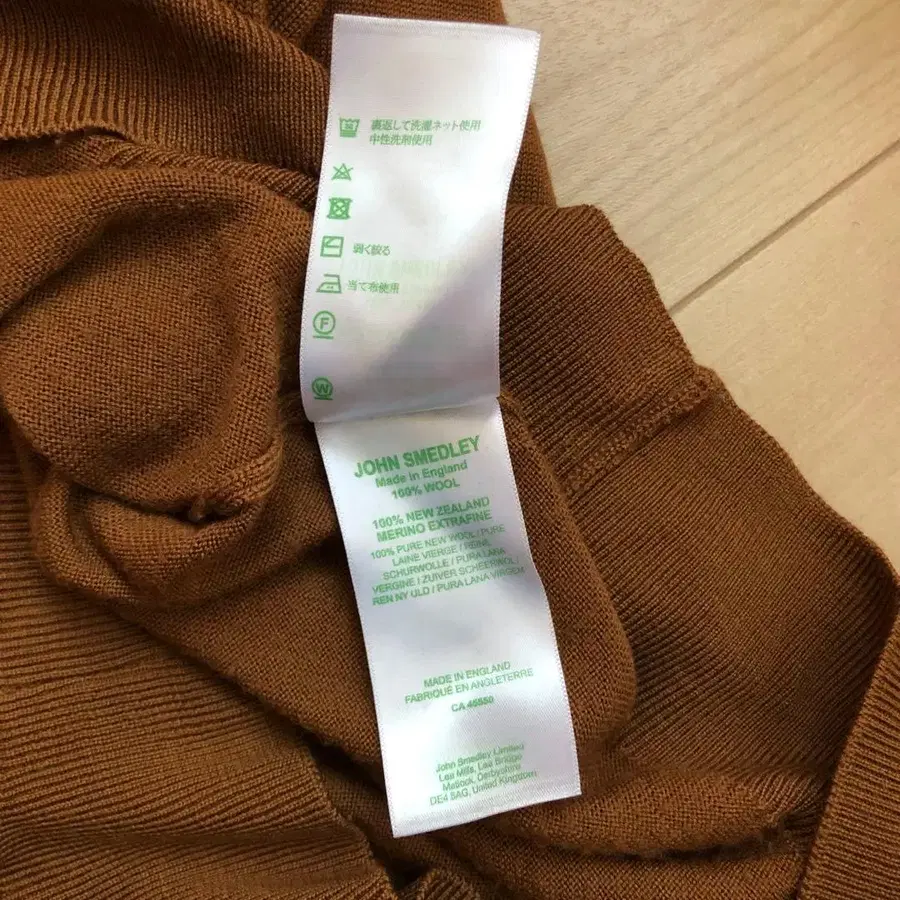 裏返して洗濯ネット使用
中性洗剤使用
弱く絞る
当て布使用
F
W
JOHN SMEDLEY
Made in England
100% WOOL
100% NEW ZEALAND
MERINO EXTRAFINE
100% PURE NEW WOOL / PURE
LAINE VIERGE / REINE
SCHURWOLLE / PURA LANA
VERGINE / ZUIVER SCHEERWOL /
REN NY ULD / PURA LANA VIRGEN
MADE IN ENGLAND
FABRIQUÉ EN ANGLETERRE
CA 45550
John Smedley Limited
Lea Mills, Lea Bridge
Matlock, Derbyshire
DE4 5AG, United Kingdom